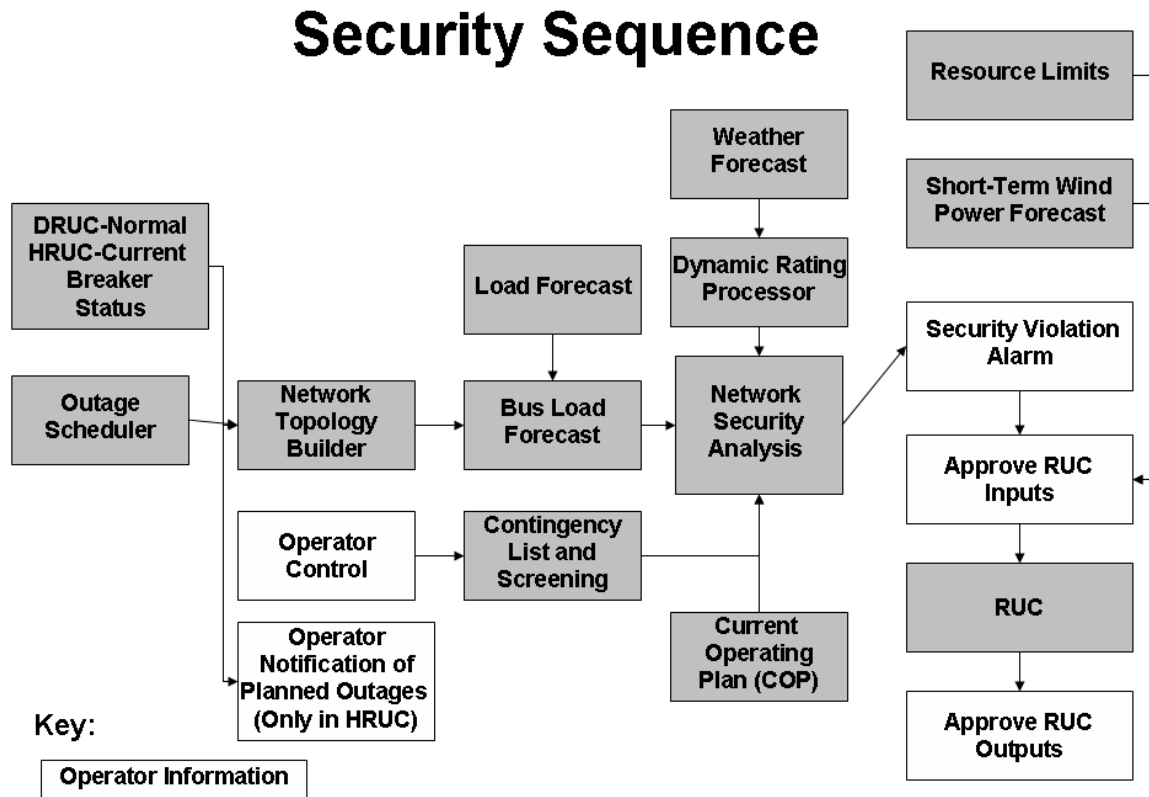 Security Sequence
Resource Limits
Weather
Forecast
Short-Term Wind
Power Forecast
DRUC-Normal
HRUC-Current
Breaker
Status
Load Forecast
Dynamic Rating
Processor
Security Violation
Alarm
Outage
Scheduler
Network
Topology
Builder
Bus Load
Forecast
Network
Security
Analysis
Approve RUC
Inputs
Operator
Control
Contingency
List and
Screening
RUC
Operator
Notification of
Planned Outages
(Only in HRUC)
Current
Operating
Plan (COP)
Approve RUC
Outputs
Key:
Operator Information